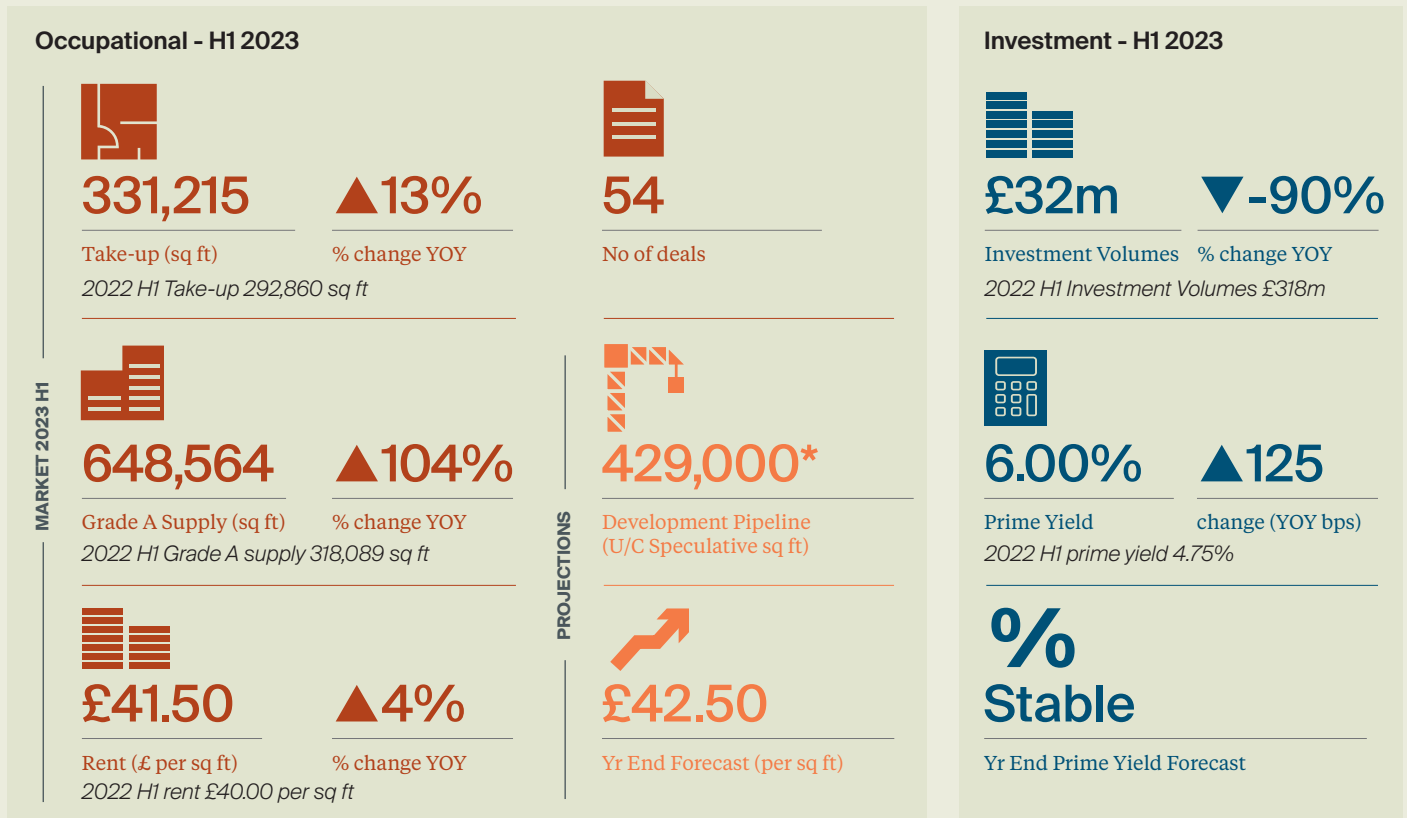 Occupational - H1 2023
MARKET 2023 H1
331,215
▲13%
Take-up (sq ft)
% change YOY
2022 H1 Take-up 292,860 sq ft
648,564
▲104%
Grade A Supply (sq ft)
% change YOY
2022 H1 Grade A supply 318,089 sq ft
£41.50
▲4%
Rent (£ per sq ft)
% change YOY
2022 H1 rent £40.00 per sq ft
54
No of deals
PROJECTIONS
429,000*
Development Pipeline
(U/C Speculative sq ft)
£42.50
Yr End Forecast (per sq ft)
Investment - H1 2023
£32m
▼-90%
Investment Volumes
% change YOY
2022 H1 Investment Volumes £318m
6.00%
▲125
Prime Yield
change (YOY bps)
2022 H1 prime yield 4.75%
%
Stable
Yr End Prime Yield Forecast